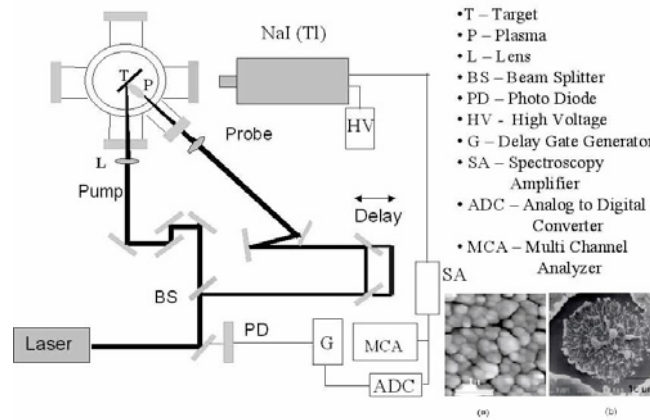 T
P
NaI (Tl)
HV
Probe
L
Pump
Delay
BS
SA
Laser
PD
G
MCA
ADC
• T – Target
• P – Plasma
• L – Lens
• BS – Beam Splitter
• PD – Photo Diode
• HV - High Voltage
• G – Delay Gate Generator
• SA – Spectroscopy
Amplifier
• ADC – Analog to Digital
Converter
• MCA – Multi Channel
Analyzer
(a)
(b)